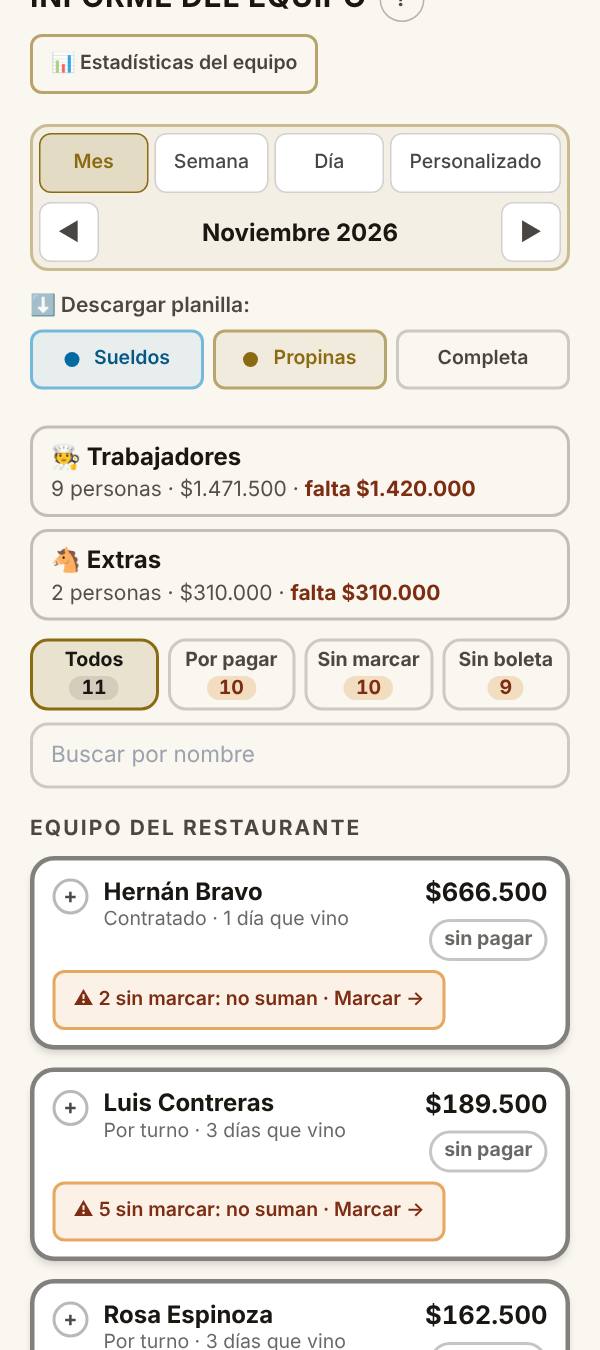 INFORME DEL EQUIPO ?
📊 Estadísticas del equipo
Mes Semana Día Personalizado
◀ Noviembre 2026 ▶
⬇️ Descargar planilla:
● Sueldos ● Propinas Completa
🧑‍🍳 Trabajadores
9 personas · $1.471.500 · falta $1.420.000
🐴 Extras
2 personas · $310.000 · falta $310.000
Todos Por pagar Sin marcar Sin boleta
11 10 10 9
Buscar por nombre
EQUIPO DEL RESTAURANTE
+ Hernán Bravo $666.500
Contratado · 1 día que vino
sin pagar
⚠ 2 sin marcar: no suman · Marcar →
+ Luis Contreras $189.500
Por turno · 3 días que vino
sin pagar
⚠ 5 sin marcar: no suman · Marcar →
+ Rosa Espinoza $162.500
Por turno · 3 días que vino